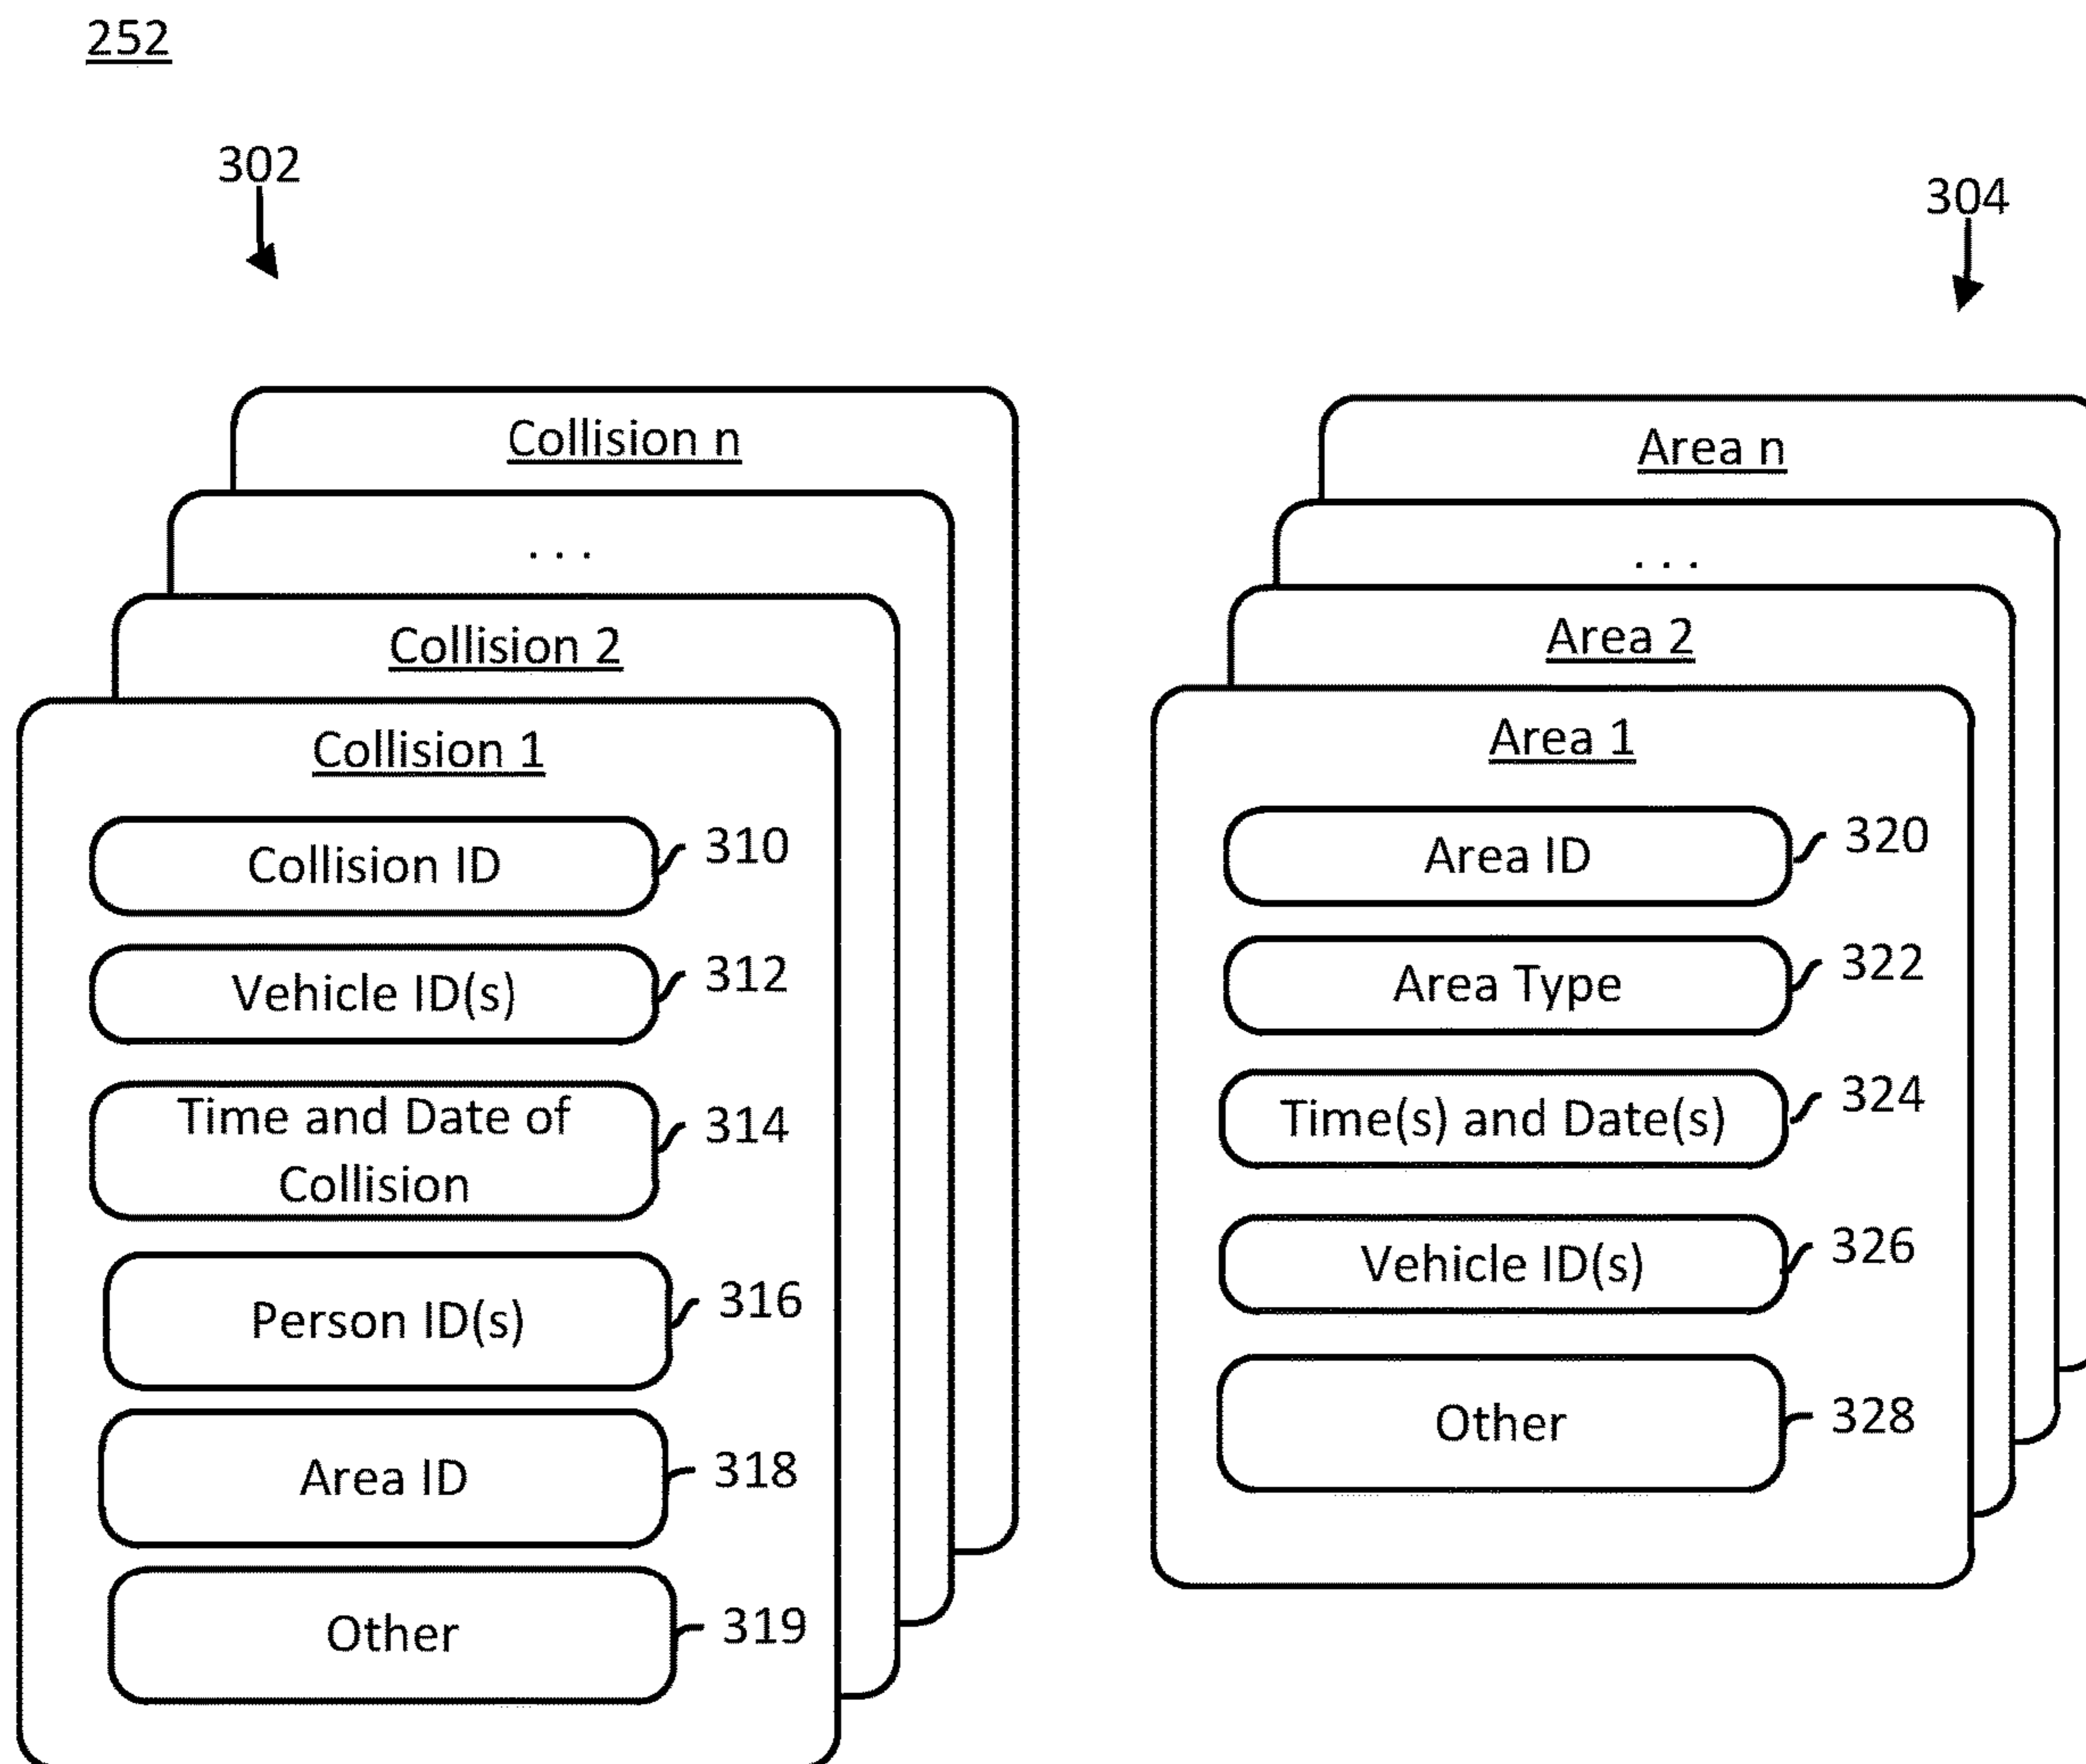 252
302
304
Collision n
. . .
Collision 2
Collision 1
Collision ID
310
Vehicle ID(s)
312
Time and Date of
Collision
314
Person ID(s)
316
Area ID
318
Other
319
Area n
. . .
Area 2
Area 1
Area ID
320
Area Type
322
Time(s) and Date(s)
324
Vehicle ID(s)
326
Other
328